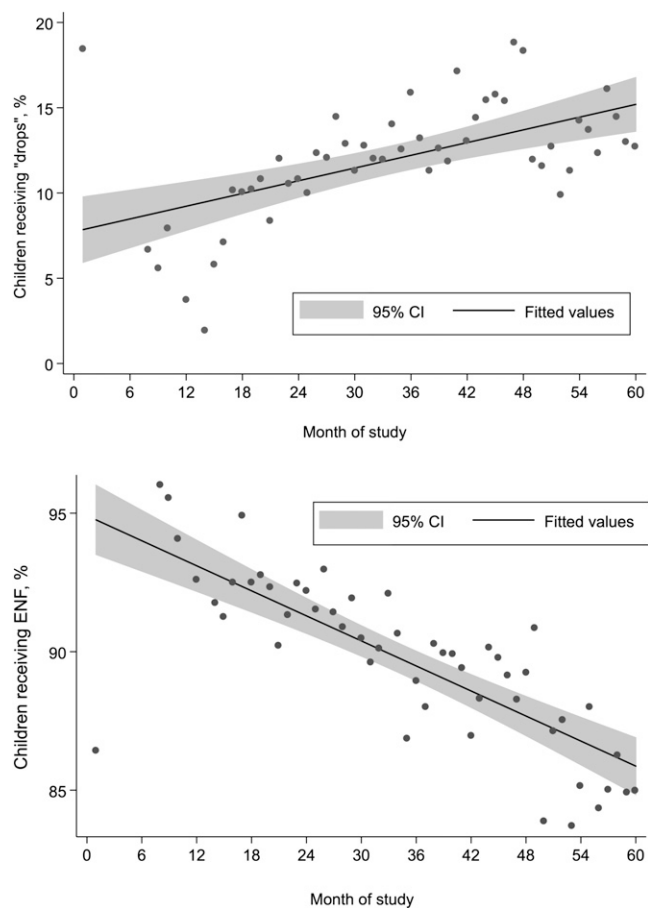 20
15
10
5
0
Children receiving "drops", %
95% CI
Fitted values
0 6 12 18 24 30 36 42 48 54 60
Month of study
95
90
85
Children receiving ENF, %
95% CI
Fitted values
0 6 12 18 24 30 36 42 48 54 60
Month of study